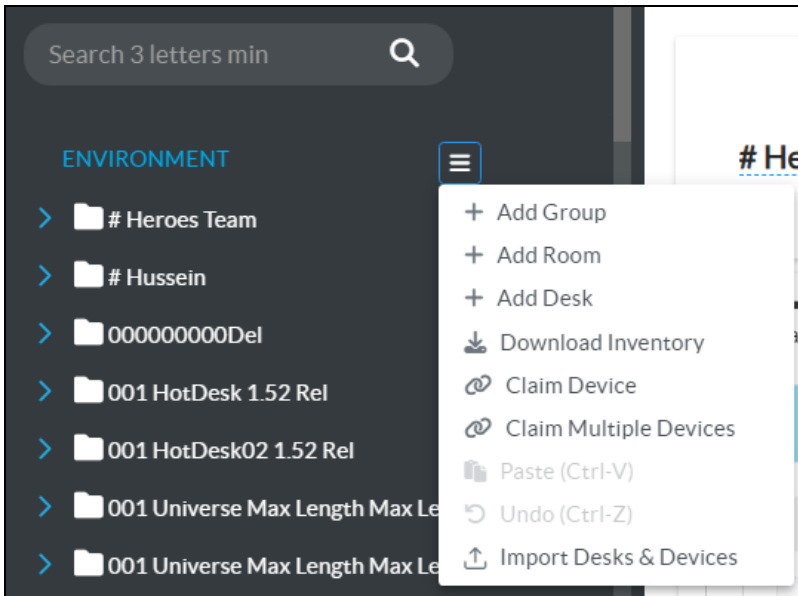 Search 3 letters min
ENVIRONMENT
# He
# Heroes Team
# Hussein
000000000Del
001 HotDesk 1.52 Rel
001 HotDesk02 1.52 Rel
001 Universe Max Length Max Le
001 Universe Max Length Max Le
Add Group
Add Room
Add Desk
Download Inventory
Claim Device
Claim Multiple Devices
Paste (Ctrl-V)
Undo (Ctrl-Z)
Import Desks & Devices